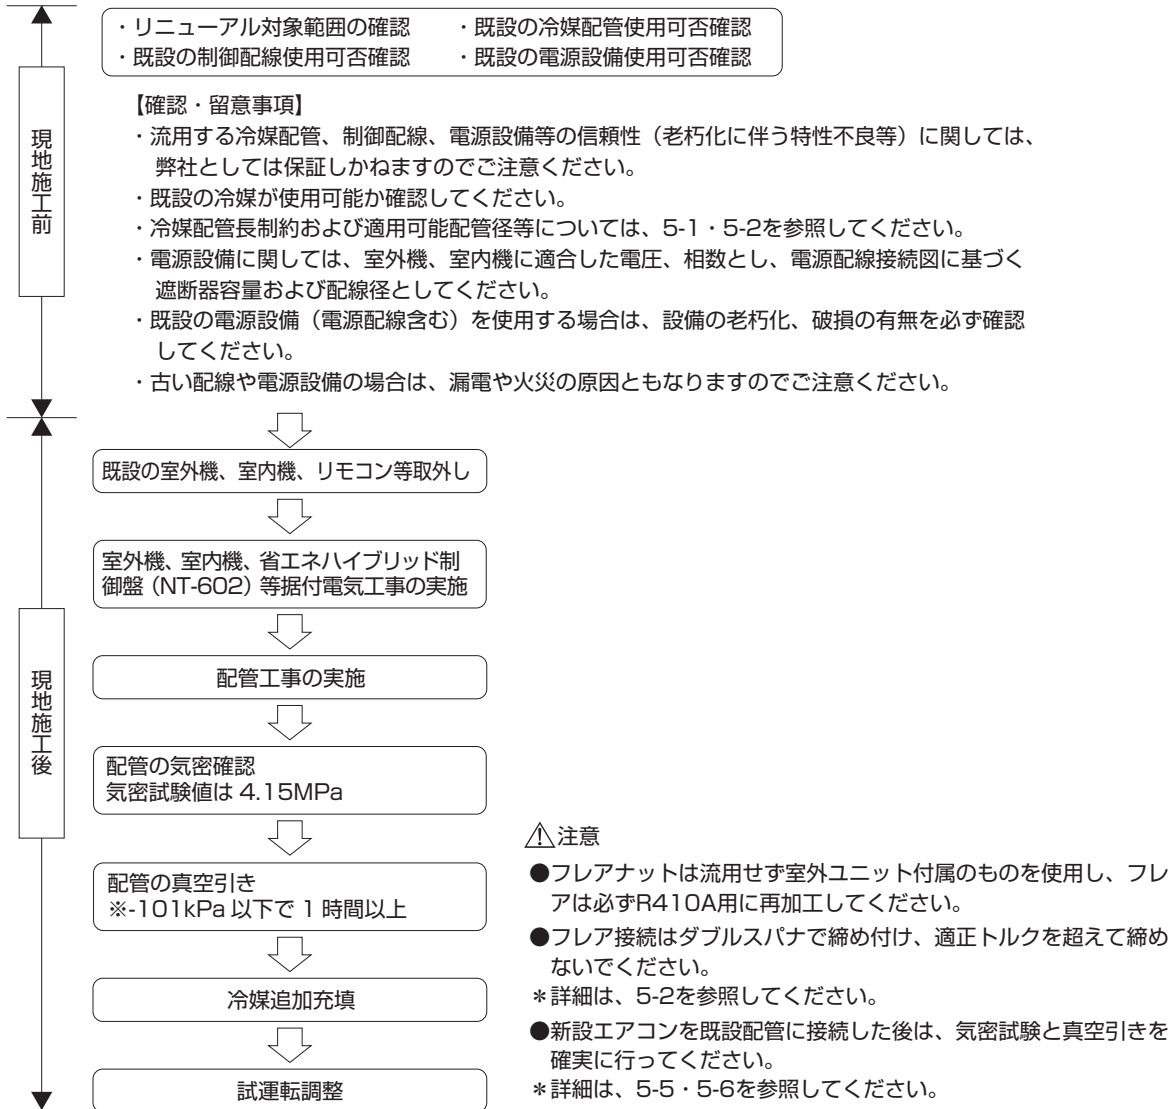 ・リニューアル対象範囲の確認　　・既設の冷媒配管使用可否確認
・既設の制御配線使用可否確認　　・既設の電源設備使用可否確認
現地施工前
【確認・留意事項】
・流用する冷媒配管、制御配線、電源設備等の信頼性（老朽化に伴う特性不良等）に関しては、
弊社としては保証しかねますのでご注意ください。
・既設の冷媒が使用可能か確認してください。
・冷媒配管長制約および適用可能配管径等については、5-1・5-2を参照してください。
・電源設備に関しては、室外機、室内機に適合した電圧、相数とし、電源配線接続図に基づく
遮断器容量および配線径としてください。
・既設の電源設備（電源配線含む）を使用する場合は、設備の老朽化、破損の有無を必ず確認
してください。
・古い配線や電源設備の場合は、漏電や火災の原因ともなりますのでご注意ください。
現地施工後
既設の室外機、室内機、リモコン等取外し
室外機、室内機、省エネハイブリッド制
御盤（NT-602）等据付電気工事の実施
配管工事の実施
配管の気密確認
気密試験値は 4.15MPa
配管の真空引き
※-101kPa 以下で 1 時間以上
冷媒追加充填
試運転調整
⚠注意
●フレアナットは流用せず室外ユニット付属のものを使用し、フレ
アは必ずR410A用に再加工してください。
●フレア接続はダブルスパナで締め付け、適正トルクを超えて締め
ないでください。
＊詳細は、5-2を参照してください。
●新設エアコンを既設配管に接続した後は、気密試験と真空引きを
確実に行ってください。
＊詳細は、5-5・5-6を参照してください。